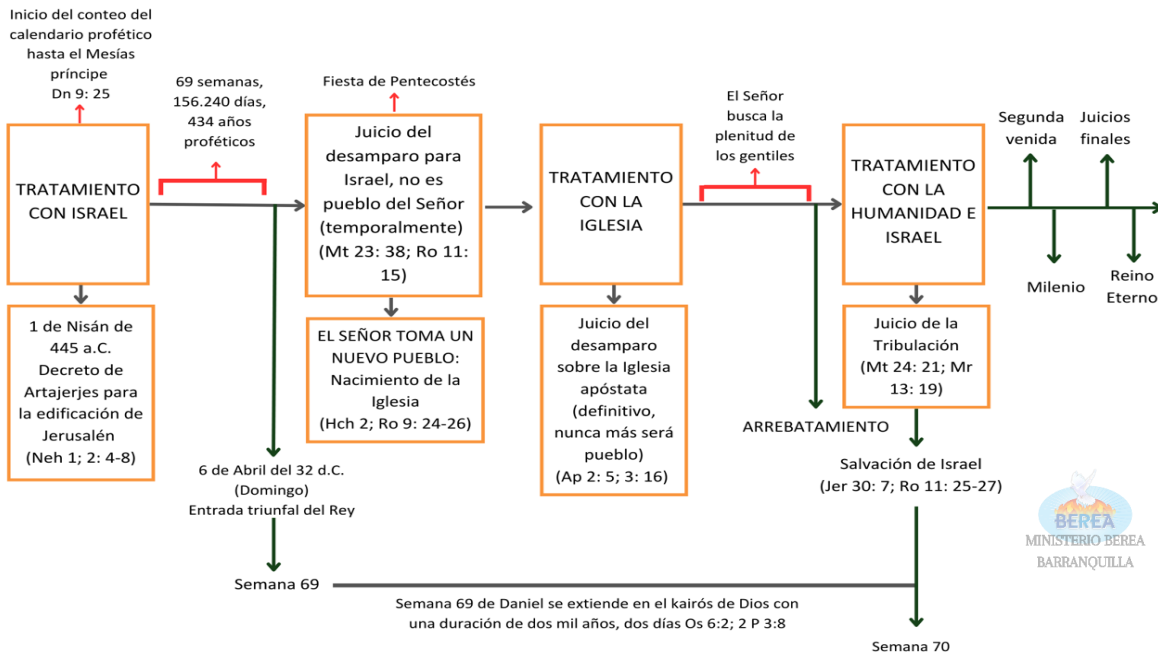 Inicio del conteo del
calendario profético
hasta el Mesías
príncipe
Dn 9: 25
TRATAMIENTO
CON ISRAEL
1 de Nisán de
445 a.C.
Decreto de
Artajerjes para
la edificación de
Jerusalén
(Neh 1; 2: 4-8)
69 semanas,
156.240 días,
434 años
proféticos
6 de Abril del 32 d.C.
(Domingo)
Entrada triunfal del Rey
Semana 69
Fiesta de Pentecostés
Juicio del
desamparo para
Israel, no es
pueblo del Señor
(temporalmente)
(Mt 23: 38; Ro 11:
15)
EL SEÑOR TOMA UN
NUEVO PUEBLO:
Nacimiento de la
Iglesia
(Hch 2; Ro 9: 24-26)
TRATAMIENTO
CON LA
IGLESIA
Juicio del
desamparo
sobre la Iglesia
apóstata
(definitivo,
nunca más será
pueblo)
(Ap 2: 5; 3: 16)
El Señor
busca la
plenitud de
los gentiles
ARREBATAMIENTO
TRATAMIENTO
CON LA
HUMANIDAD E
ISRAEL
Juicio de la
Tribulación
(Mt 24: 21; Mr
13: 19)
Salvación de Israel
(Jer 30: 7; Ro 11: 25-27)
Segunda
venida
Juicios
finales
Milenio
Reino
Eterno
Semana 69 de Daniel se extiende en el kairós de Dios con
una duración de dos mil años, dos días Os 6:2; 2 P 3:8
Semana 70
BEREA
MINISTERIO BEREA
BARRANQUILLA